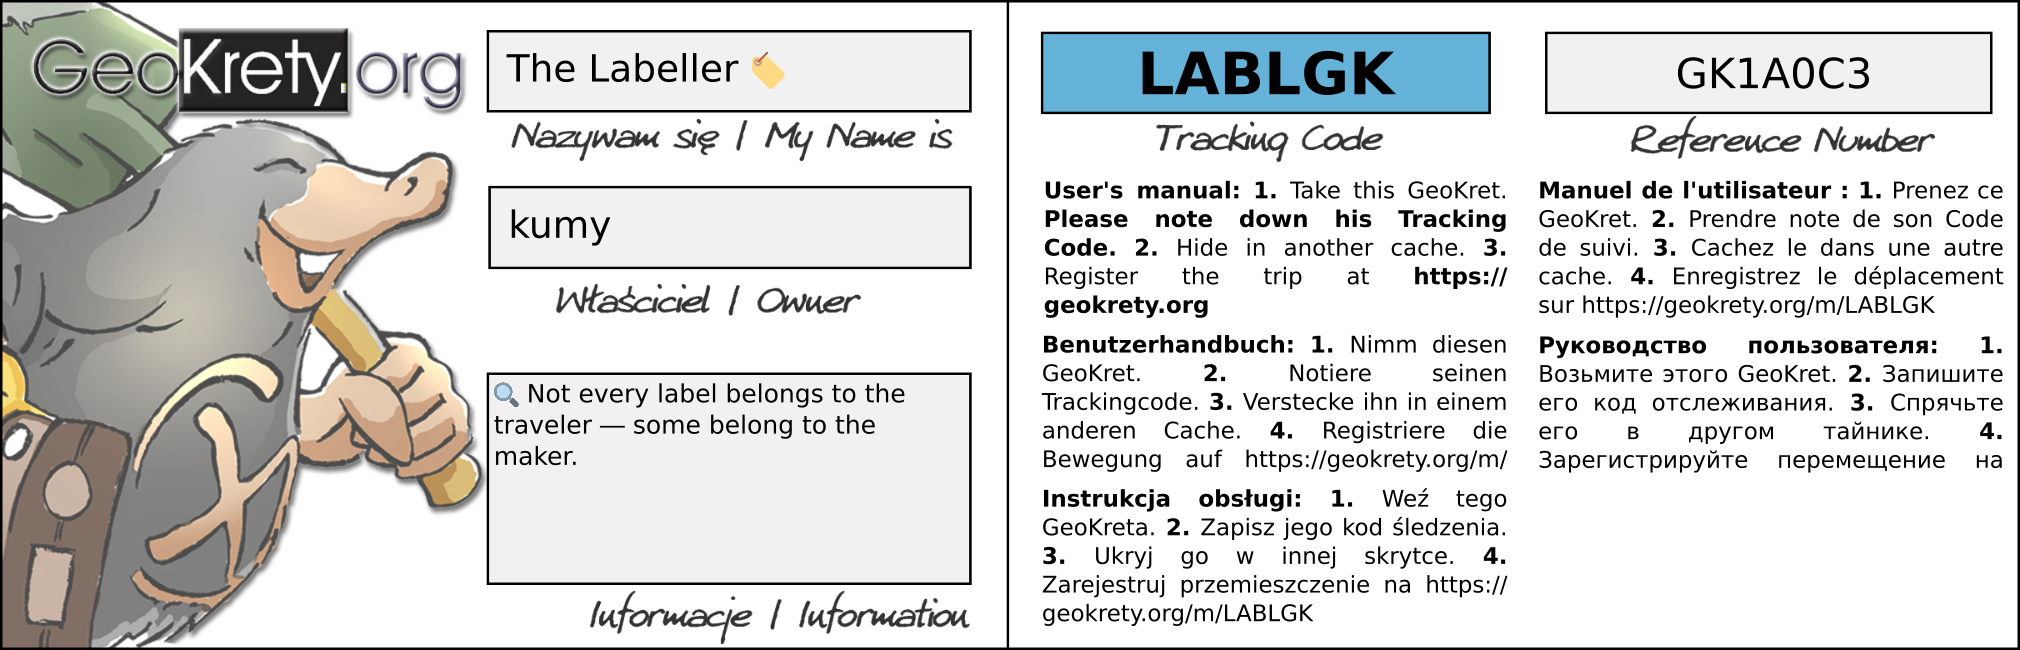 GeoKrety.org
The Labeller
Nazywam się | My Name is
kumy
Właściciel | Owner
Not every label belongs to the
traveler — some belong to the
maker.
Informacje | Information
LABLGK
Tracking Code
GK1A0C3
Reference Number
User's manual: 1. Take this GeoKret.
Please note down his Tracking
Code. 2. Hide in another cache. 3.
Register the trip at https://
geokrety.org
Benutzerhandbuch: 1. Nimm diesen
GeoKret. 2. Notiere seinen
Trackingcode. 3. Verstecke ihn in einem
anderen Cache. 4. Registriere die
Bewegung auf https://geokrety.org/m/
Instrukcja obsługi: 1. Weź tego
GeoKreta. 2. Zapisz jego kod śledzenia.
3. Ukryj go w innej skrytce. 4.
Zarejestruj przemieszczenie na https://
geokrety.org/m/LABLGK
Manuel de l'utilisateur : 1. Prenez ce
GeoKret. 2. Prendre note de son Code
de suivi. 3. Cachez le dans une autre
cache. 4. Enregistrez le déplacement
sur https://geokrety.org/m/LABLGK
Руководство пользователя: 1.
Возьмите этого GeoKret. 2. Запишите
его код отслеживания. 3. Спрячьте
его в другом тайнике. 4.
Зарегистрируйте перемещение на